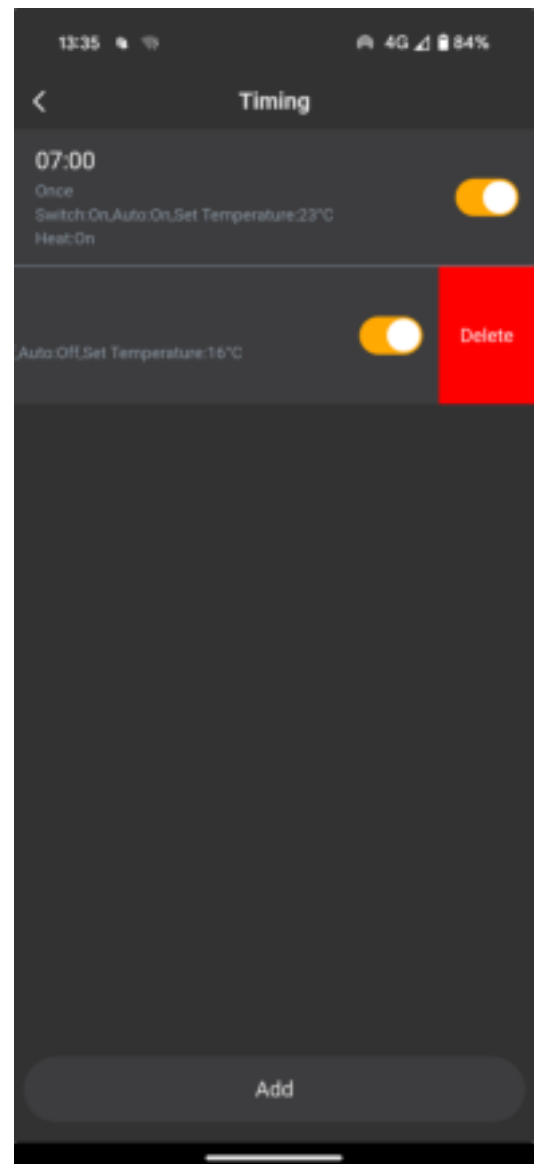 13:35 4G 84%
Timing
07:00
Once
Switch:On,Auto:On,Set Temperature:23°C
Heat:On
,Auto:Off,Set Temperature:16°C
Delete
Add